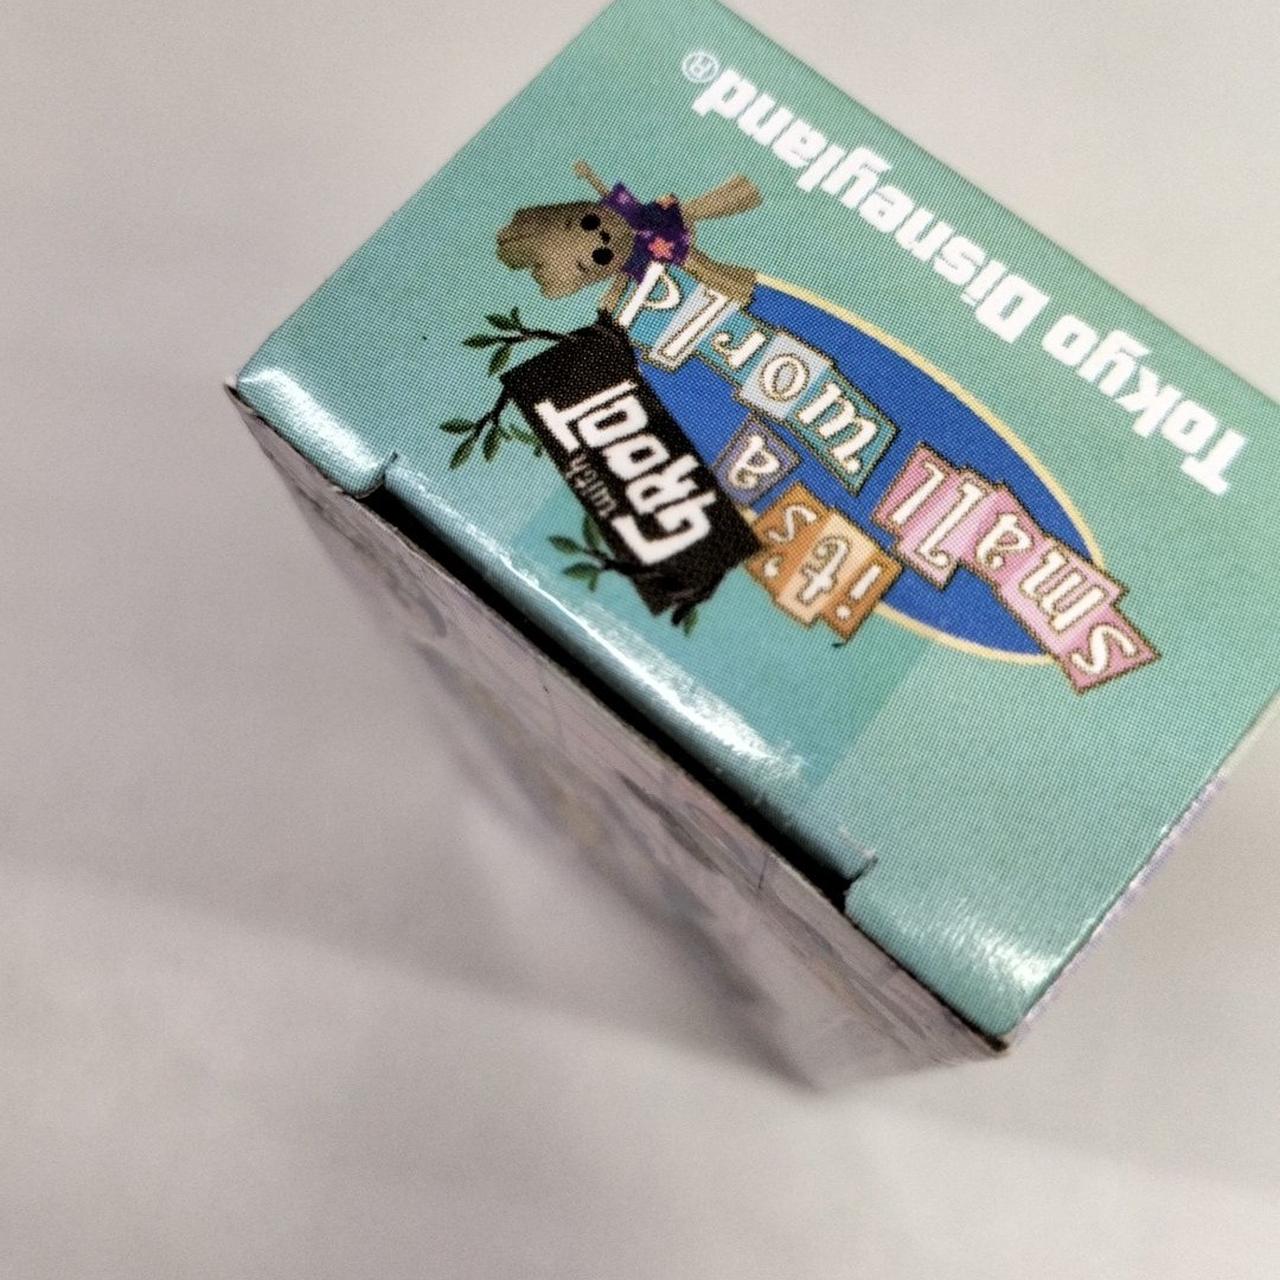 Tokyo Disneyland®
it's a
small world
with
GROOT